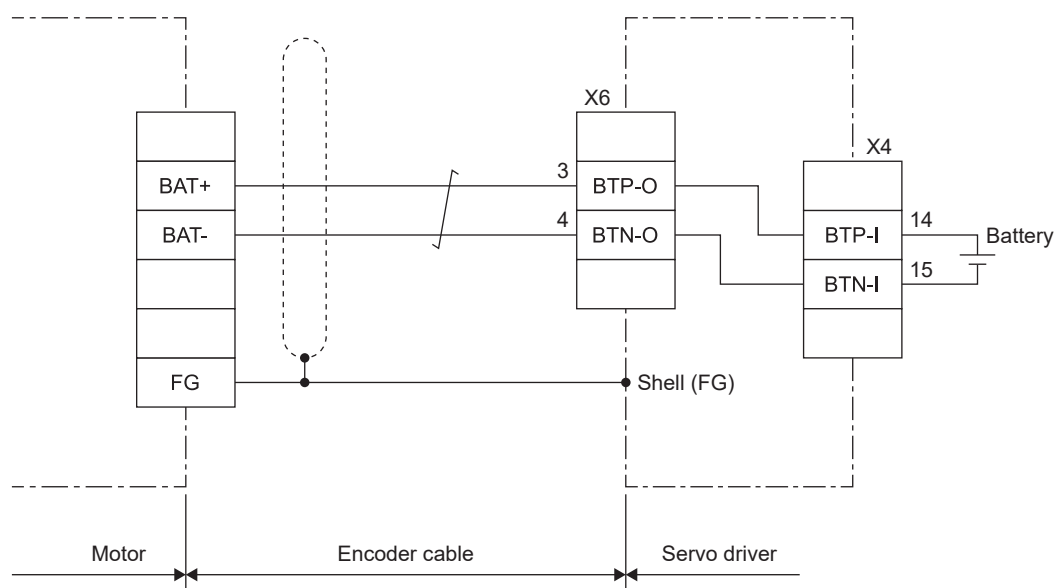 X6
X4
BAT+
3
BTP-O
BAT-
4
BTN-O
BTP-I
14
Battery
BTN-I
15
FG
Shell (FG)
Motor
Encoder cable
Servo driver